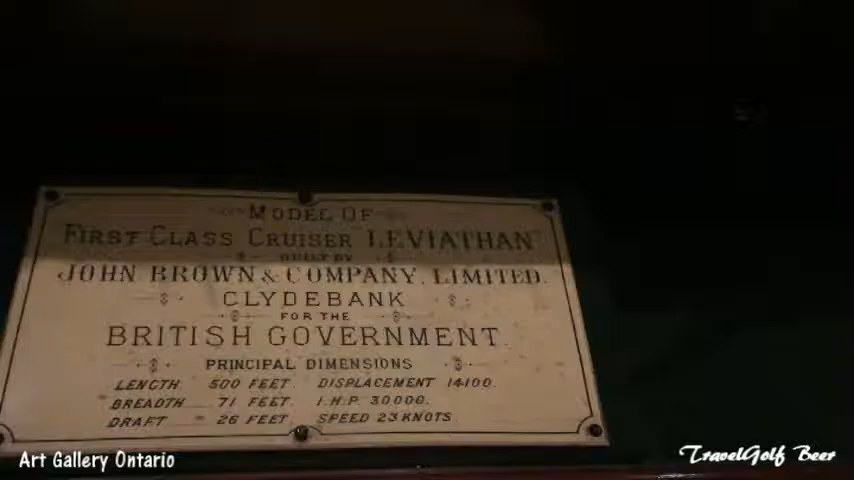 MODEL OF
FIRST CLASS CRUISER LEVIATHAN
BUILT BY
JOHN BROWN & COMPANY, LIMITED.
CLYDEBANK
FOR THE
BRITISH GOVERNMENT.
PRINCIPAL DIMENSIONS
LENGTH 500 FEET. DISPLACEMENT 14100.
BREADTH 71 FEET. I.H.P. 30000.
DRAFT 26 FEET. SPEED 23 KNOTS.
Art Gallery Ontario
TravelGolf Beer